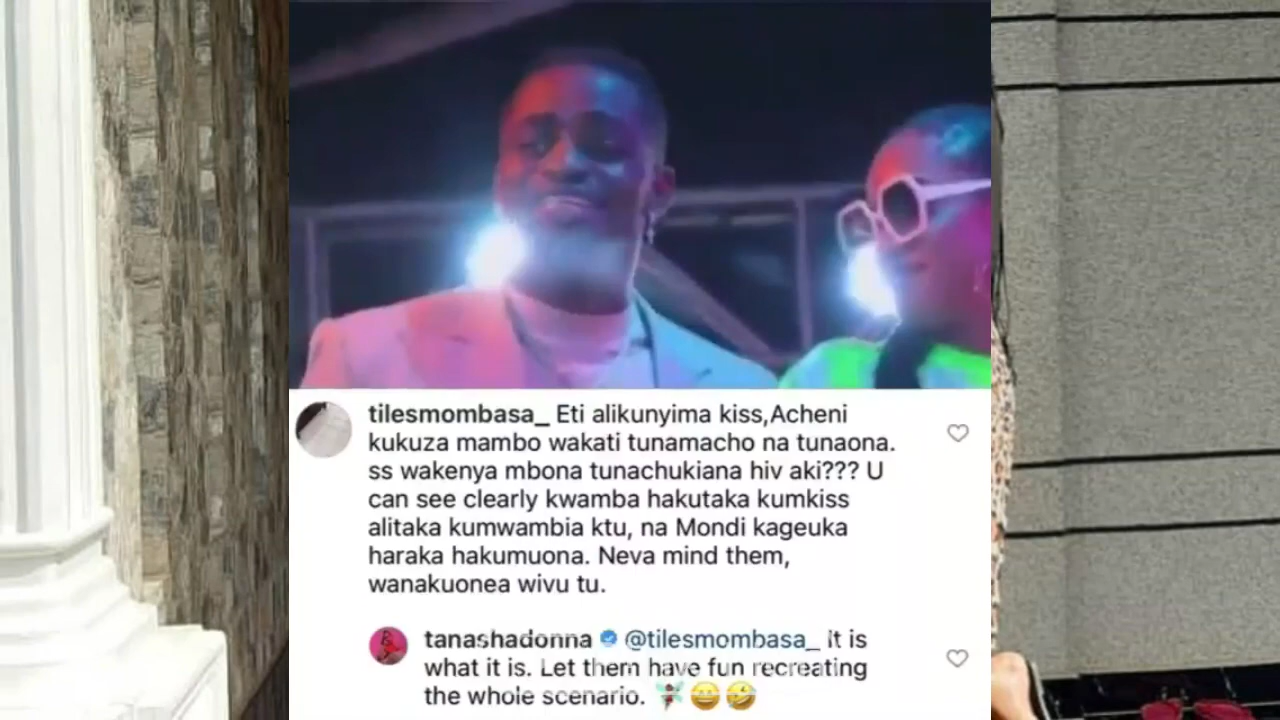 tilesmombasa_ Eti alikunyima kiss,Acheni
kukuza mambo wakati tunamacho na tunaona.
ss wakenya mbona tunachukiana hiv aki??? U
can see clearly kwamba hakutaka kumkiss
alitaka kumwambia ktu, na Mondi kageuka
haraka hakumuona. Neva mind them,
wanakuonea wivu tu.
tanashadonna @tilesmombasa_ It is
what it is. Let them have fun recreating
the whole scenario. 🧚😄🤣